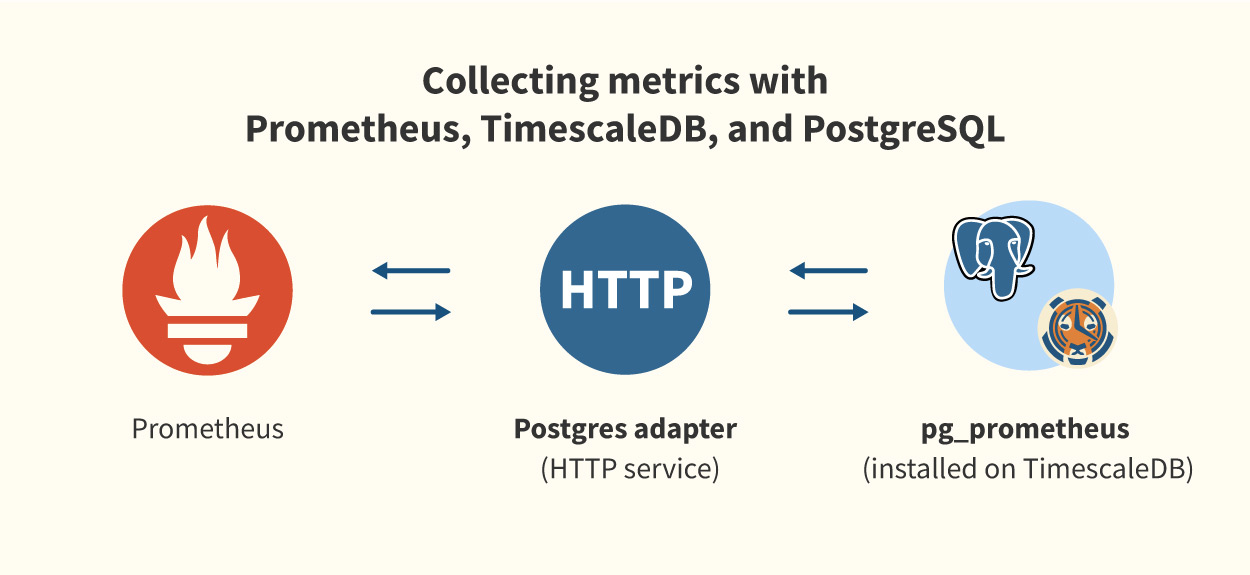 Collecting metrics with
Prometheus, TimescaleDB, and PostgreSQL
HTTP
Prometheus
Postgres adapter
(HTTP service)
pg_prometheus
(installed on TimescaleDB)